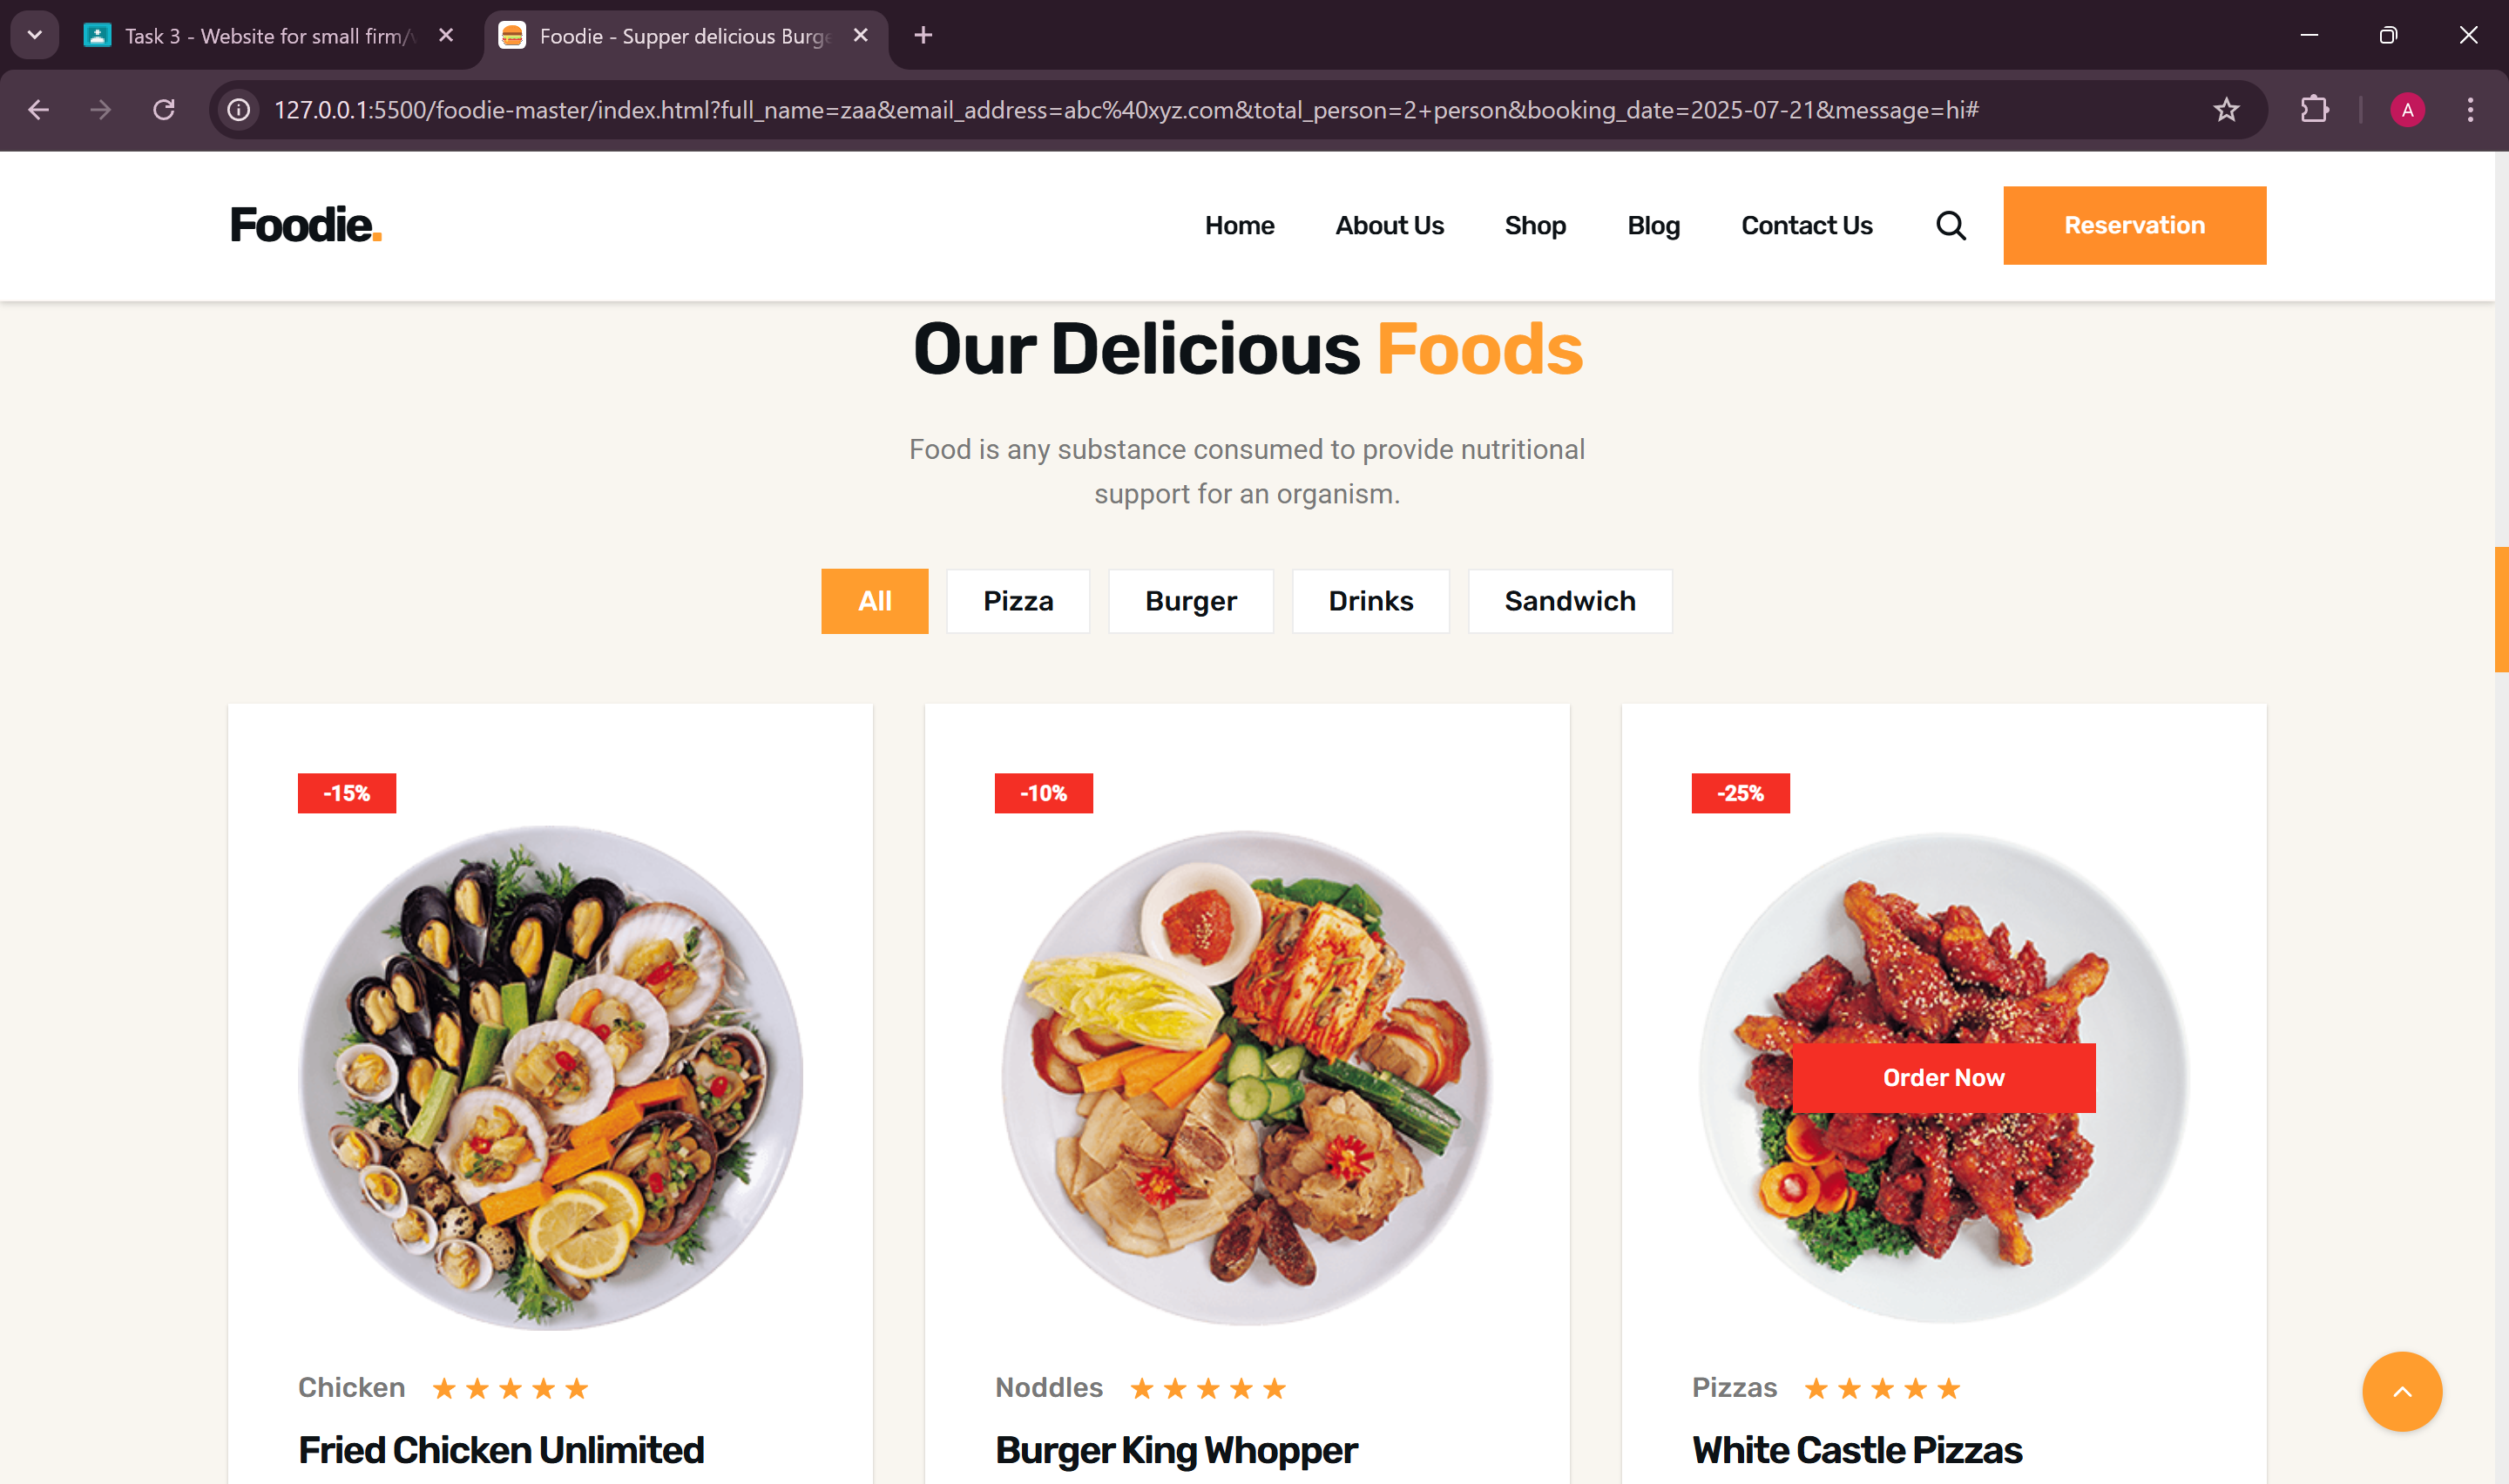 Task 3 - Website for small firm/
Foodie - Supper delicious Burge
127.0.0.1:5500/foodie-master/index.html?full_name=zaa&email_address=abc%40xyz.com&total_person=2+person&booking_date=2025-07-21&message=hi#
A
Foodie.
Home About Us Shop Blog Contact Us Reservation
Our Delicious Foods
Food is any substance consumed to provide nutritional
support for an organism.
All Pizza Burger Drinks Sandwich
-15% -10% -25%
Order Now
Chicken Noddles Pizzas
Fried Chicken Unlimited Burger King Whopper White Castle Pizzas